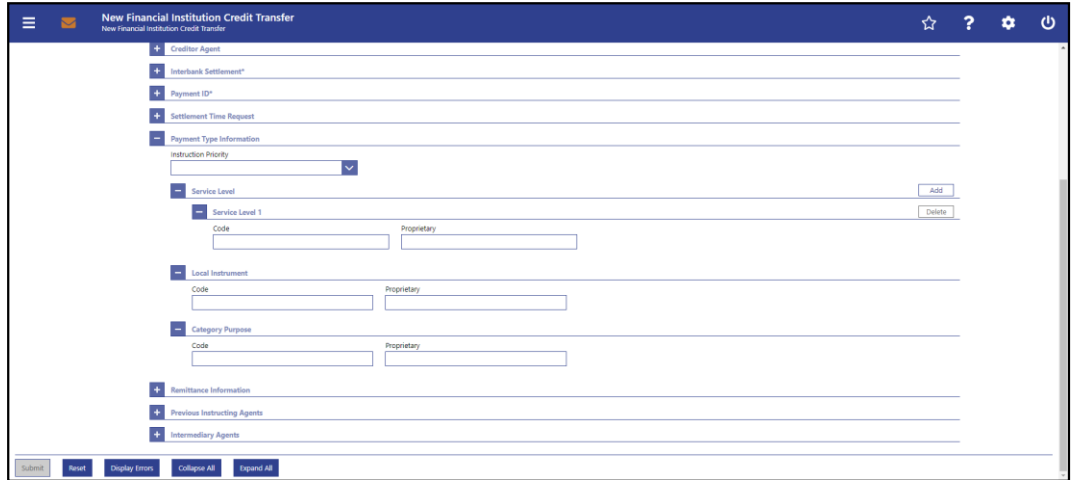 New Financial Institution Credit Transfer
New Financial Institution Credit Transfer
?
+ Creditor Agent
+ Interbank Settlement*
+ Payment ID*
+ Settlement Time Request
− Payment Type Information
Instruction Priority
− Service Level Add
− Service Level 1 Delete
Code Proprietary
− Local Instrument
Code Proprietary
− Category Purpose
Code Proprietary
+ Remittance Information
+ Previous Instructing Agents
+ Intermediary Agents
Submit Reset Display Errors Collapse All Expand All